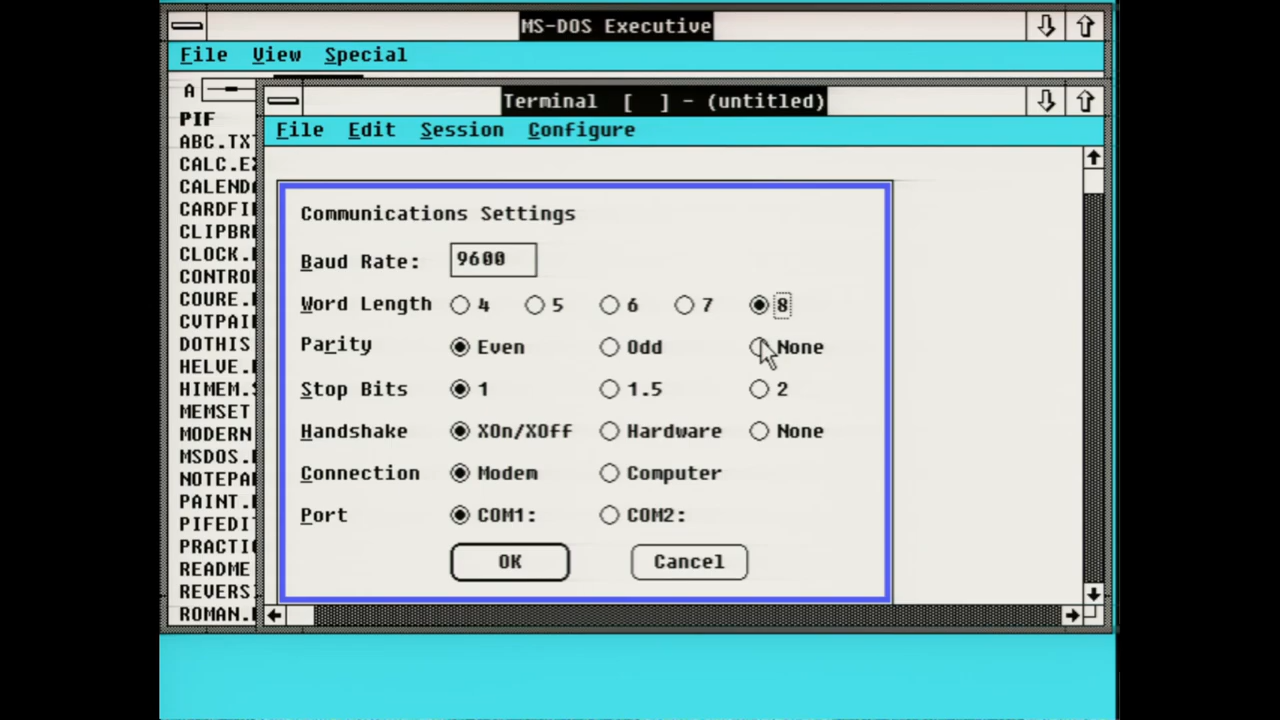 MS-DOS Executive
File View Special
A
Terminal [ ] - (untitled)
File Edit Session Configure
PIF
ABC.TX
CALC.E
CALEND
CARDFI
CLIPBR
CLOCK.
CONTRO
COURE.
CVTPAI
DOTHIS
HELVE.
HIMEM.
MEMSET
MODERN
MSDOS.
NOTEPA
PAINT.
PIFEDI
PRACTI
README
REVERS
ROMAN.
Communications Settings
Baud Rate: 9600
Word Length 4 5 6 7 8
Parity Even Odd None
Stop Bits 1 1.5 2
Handshake XOn/XOff Hardware None
Connection Modem Computer
Port COM1: COM2:
OK Cancel